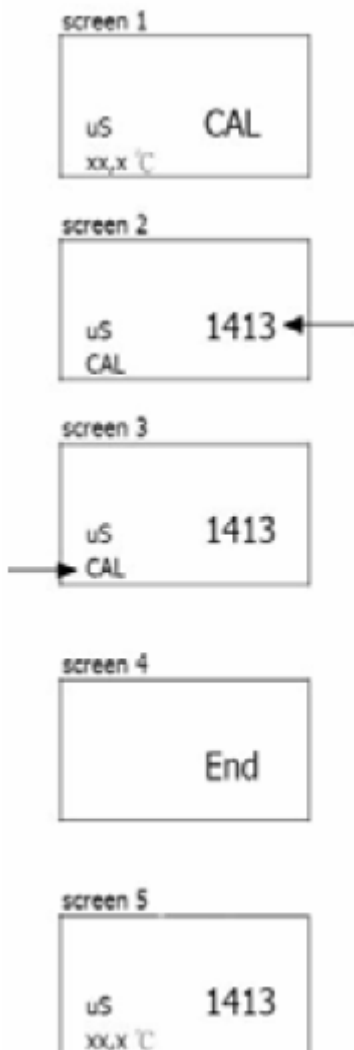 screen 1
uS CAL
xx,x °C
screen 2
uS 1413
CAL
screen 3
uS 1413
CAL
screen 4
End
screen 5
uS 1413
xx,x °C